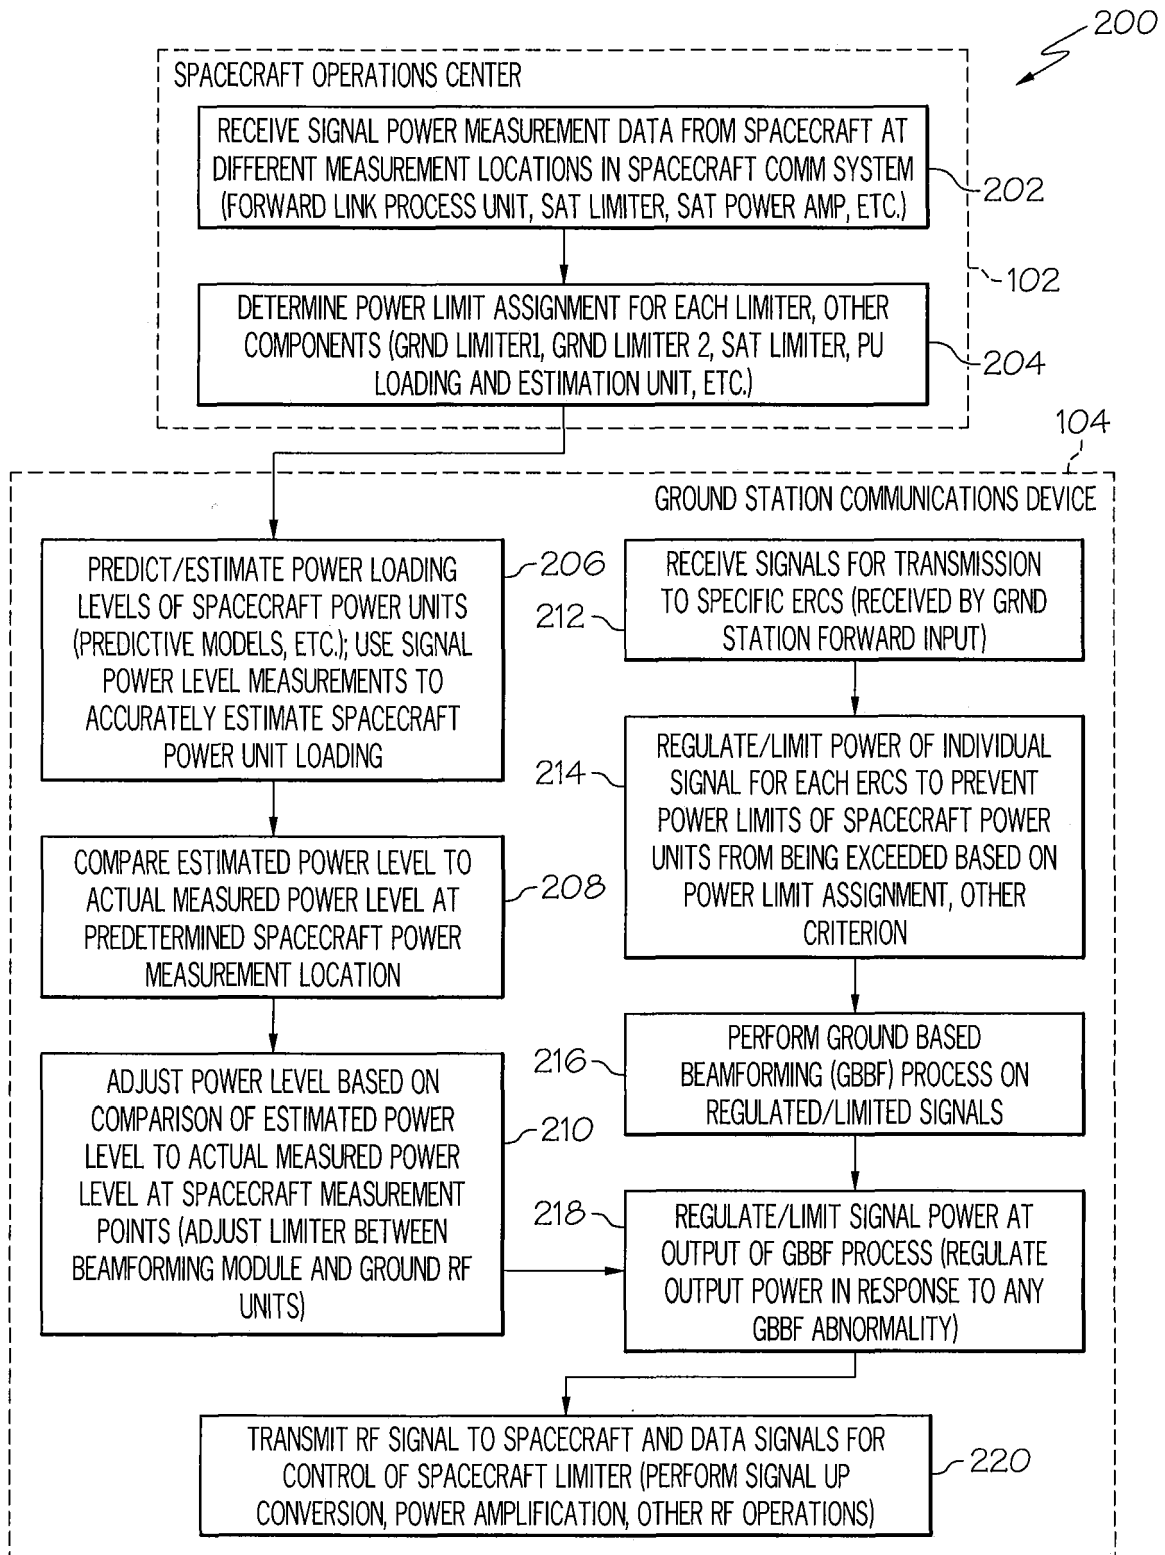 200
SPACECRAFT OPERATIONS CENTER
RECEIVE SIGNAL POWER MEASUREMENT DATA FROM SPACECRAFT AT
DIFFERENT MEASUREMENT LOCATIONS IN SPACECRAFT COMM SYSTEM
(FORWARD LINK PROCESS UNIT, SAT LIMITER, SAT POWER AMP, ETC.)
202
102
DETERMINE POWER LIMIT ASSIGNMENT FOR EACH LIMITER, OTHER
COMPONENTS (GRND LIMITER1, GRND LIMITER 2, SAT LIMITER, PU
LOADING AND ESTIMATION UNIT, ETC.)
204
104
GROUND STATION COMMUNICATIONS DEVICE
PREDICT/ESTIMATE POWER LOADING
LEVELS OF SPACECRAFT POWER UNITS
(PREDICTIVE MODELS, ETC.); USE SIGNAL
POWER LEVEL MEASUREMENTS TO
ACCURATELY ESTIMATE SPACECRAFT
POWER UNIT LOADING
206
COMPARE ESTIMATED POWER LEVEL TO
ACTUAL MEASURED POWER LEVEL AT
PREDETERMINED SPACECRAFT POWER
MEASUREMENT LOCATION
208
ADJUST POWER LEVEL BASED ON
COMPARISON OF ESTIMATED POWER
LEVEL TO ACTUAL MEASURED POWER
LEVEL AT SPACECRAFT MEASUREMENT
POINTS (ADJUST LIMITER BETWEEN
BEAMFORMING MODULE AND GROUND RF
UNITS)
210
RECEIVE SIGNALS FOR TRANSMISSION
TO SPECIFIC ERCS (RECEIVED BY GRND
STATION FORWARD INPUT)
212
REGULATE/LIMIT POWER OF INDIVIDUAL
SIGNAL FOR EACH ERCS TO PREVENT
POWER LIMITS OF SPACECRAFT POWER
UNITS FROM BEING EXCEEDED BASED ON
POWER LIMIT ASSIGNMENT, OTHER
CRITERION
214
PERFORM GROUND BASED
BEAMFORMING (GBBF) PROCESS ON
REGULATED/LIMITED SIGNALS
216
REGULATE/LIMIT SIGNAL POWER AT
OUTPUT OF GBBF PROCESS (REGULATE
OUTPUT POWER IN RESPONSE TO ANY
GBBF ABNORMALITY)
218
TRANSMIT RF SIGNAL TO SPACECRAFT AND DATA SIGNALS FOR
CONTROL OF SPACECRAFT LIMITER (PERFORM SIGNAL UP
CONVERSION, POWER AMPLIFICATION, OTHER RF OPERATIONS)
220